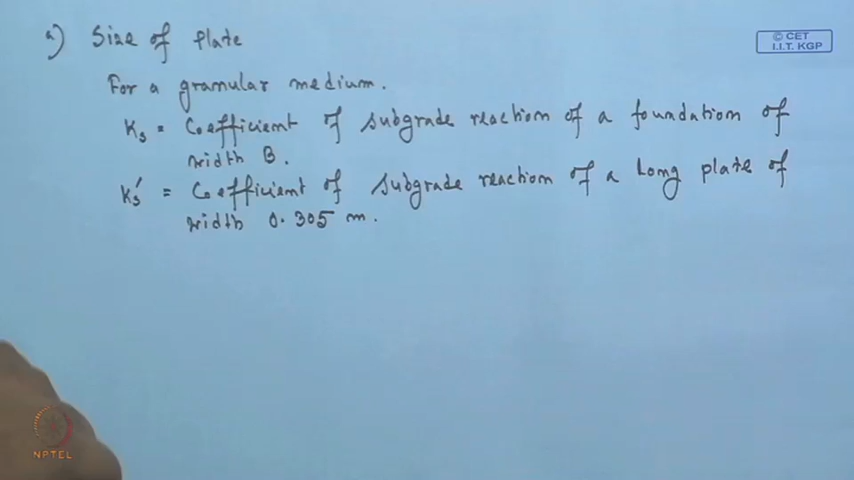 © CET
I.I.T. KGP
a) Size of plate
For a granular medium.
Ks = Coefficient of subgrade reaction of a foundation of
width B.
Ks' = Coefficient of subgrade reaction of a Long plate of
width 0.305 m.
NPTEL